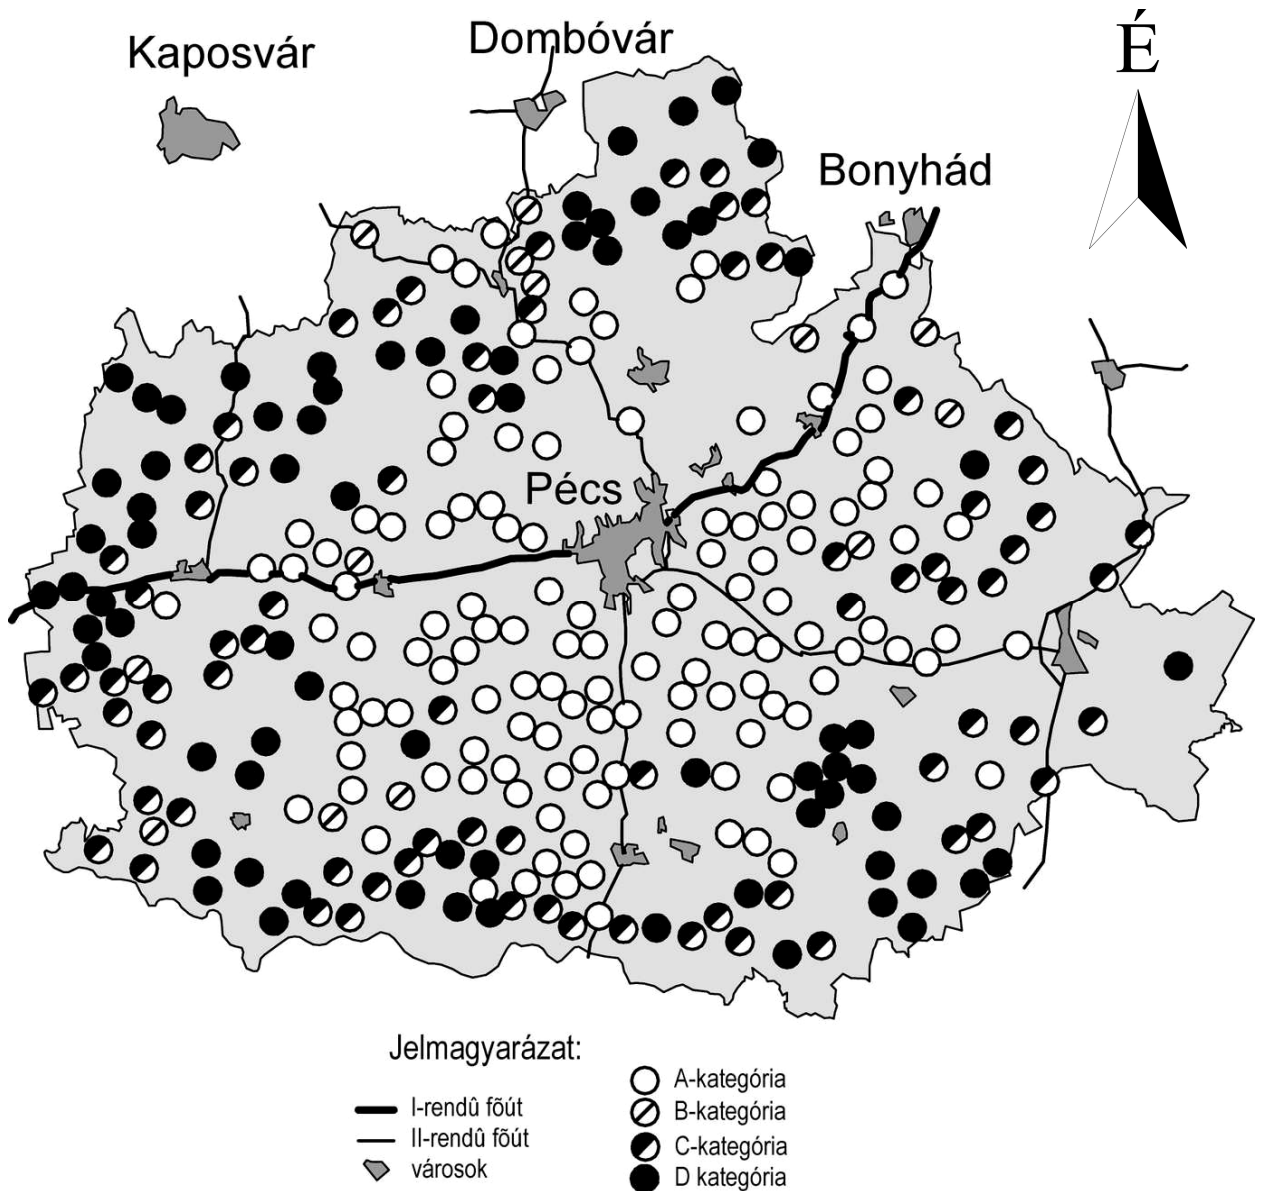 Kaposvár
Dombóvár
É
Bonyhád
Pécs
Jelmagyarázat:
I-rendû fõút
II-rendû fõút
városok
A-kategória
B-kategória
C-kategória
D kategória